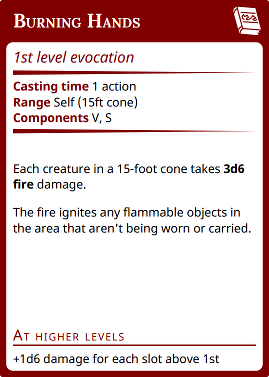 Burning Hands
1st level evocation
Casting time 1 action
Range Self (15ft cone)
Components V, S
Each creature in a 15-foot cone takes 3d6
fire damage.
The fire ignites any flammable objects in
the area that aren't being worn or carried.
At higher levels
+1d6 damage for each slot above 1st